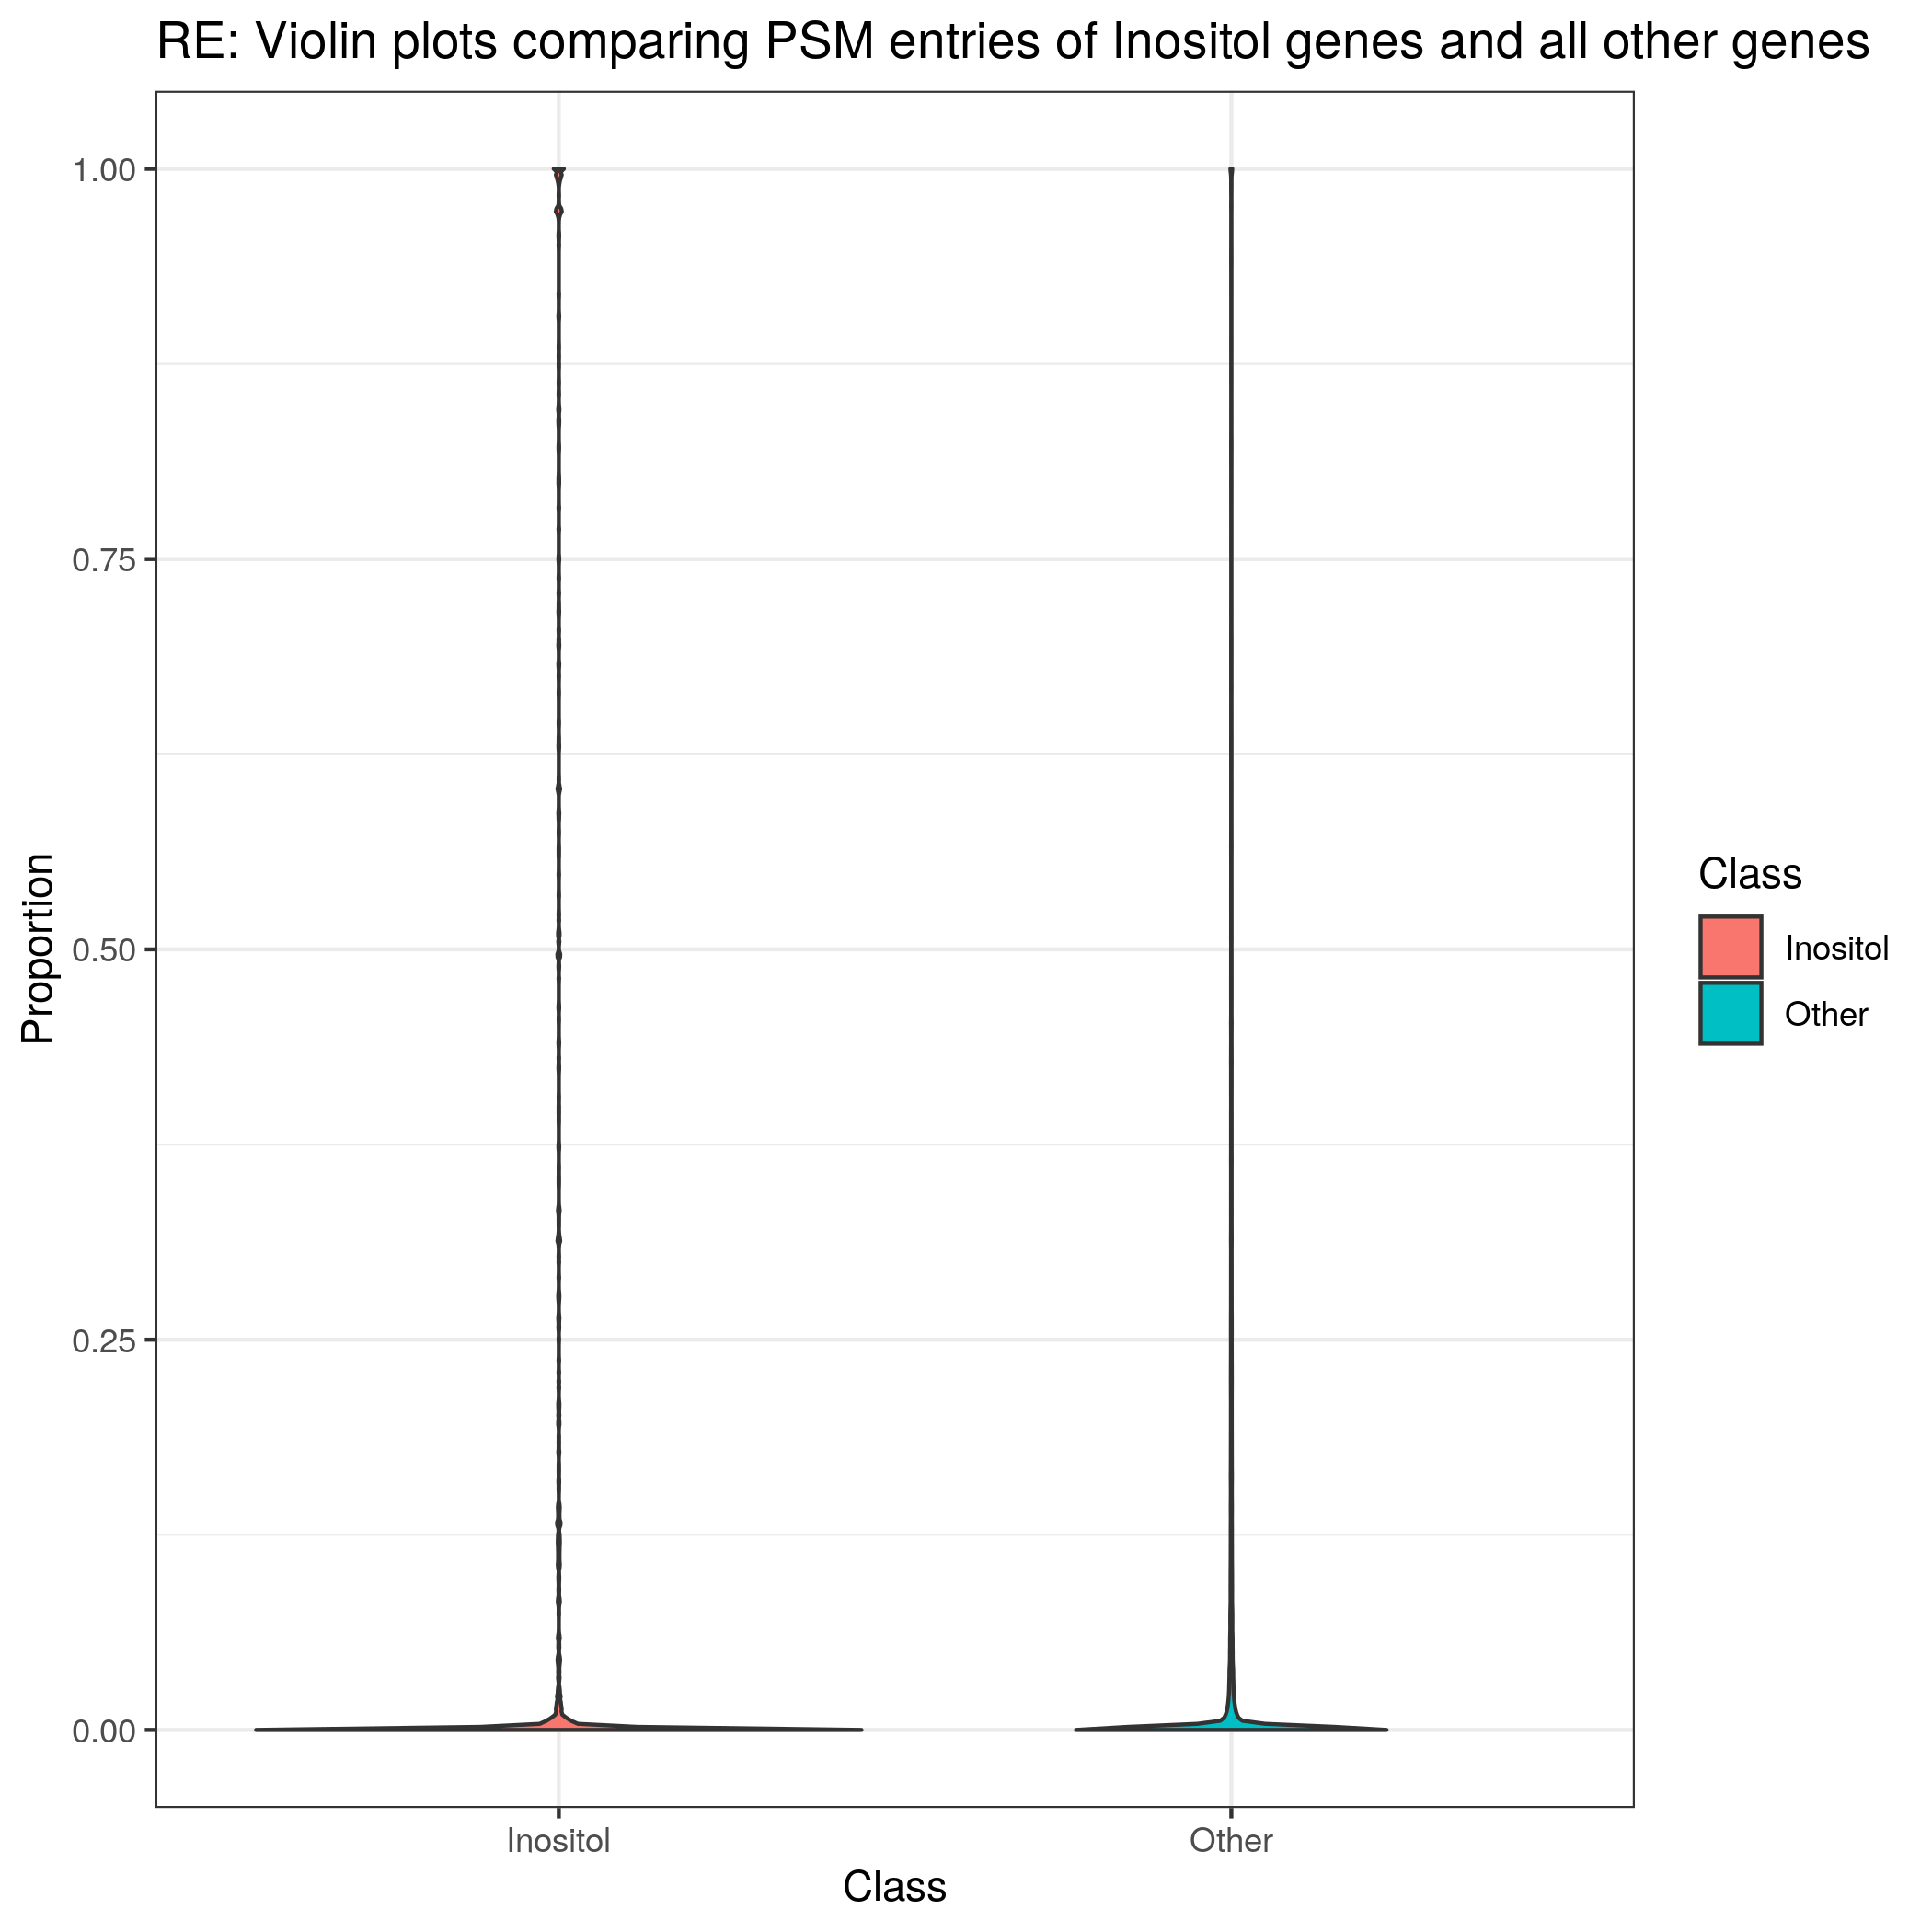 RE: Violin plots comparing PSM entries of Inositol genes and all other genes
1.00
0.75
0.50
0.25
0.00
Proportion
Inositol
Other
Class
Class
Inositol
Other